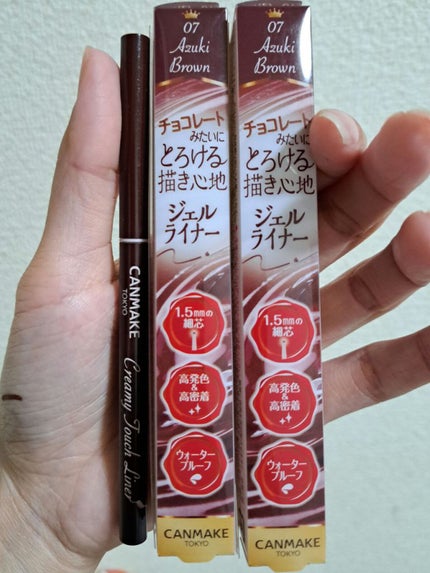 CANMAKE
TOKYO
Creamy Touch Liner
07
Azuki
Brown
チョコレート
みたいに
とろける
描き心地
ジェル
ライナー
1.5mmの
細芯
高発色
&
高密着
ウォーター
プルーフ
CANMAKE
TOKYO
07
Azuki
Brown
チョコレート
みたいに
とろける
描き心地
ジェル
ライナー
1.5mmの
細芯
高発色
&
高密着
ウォーター
プルーフ
CANMAKE
TOKYO